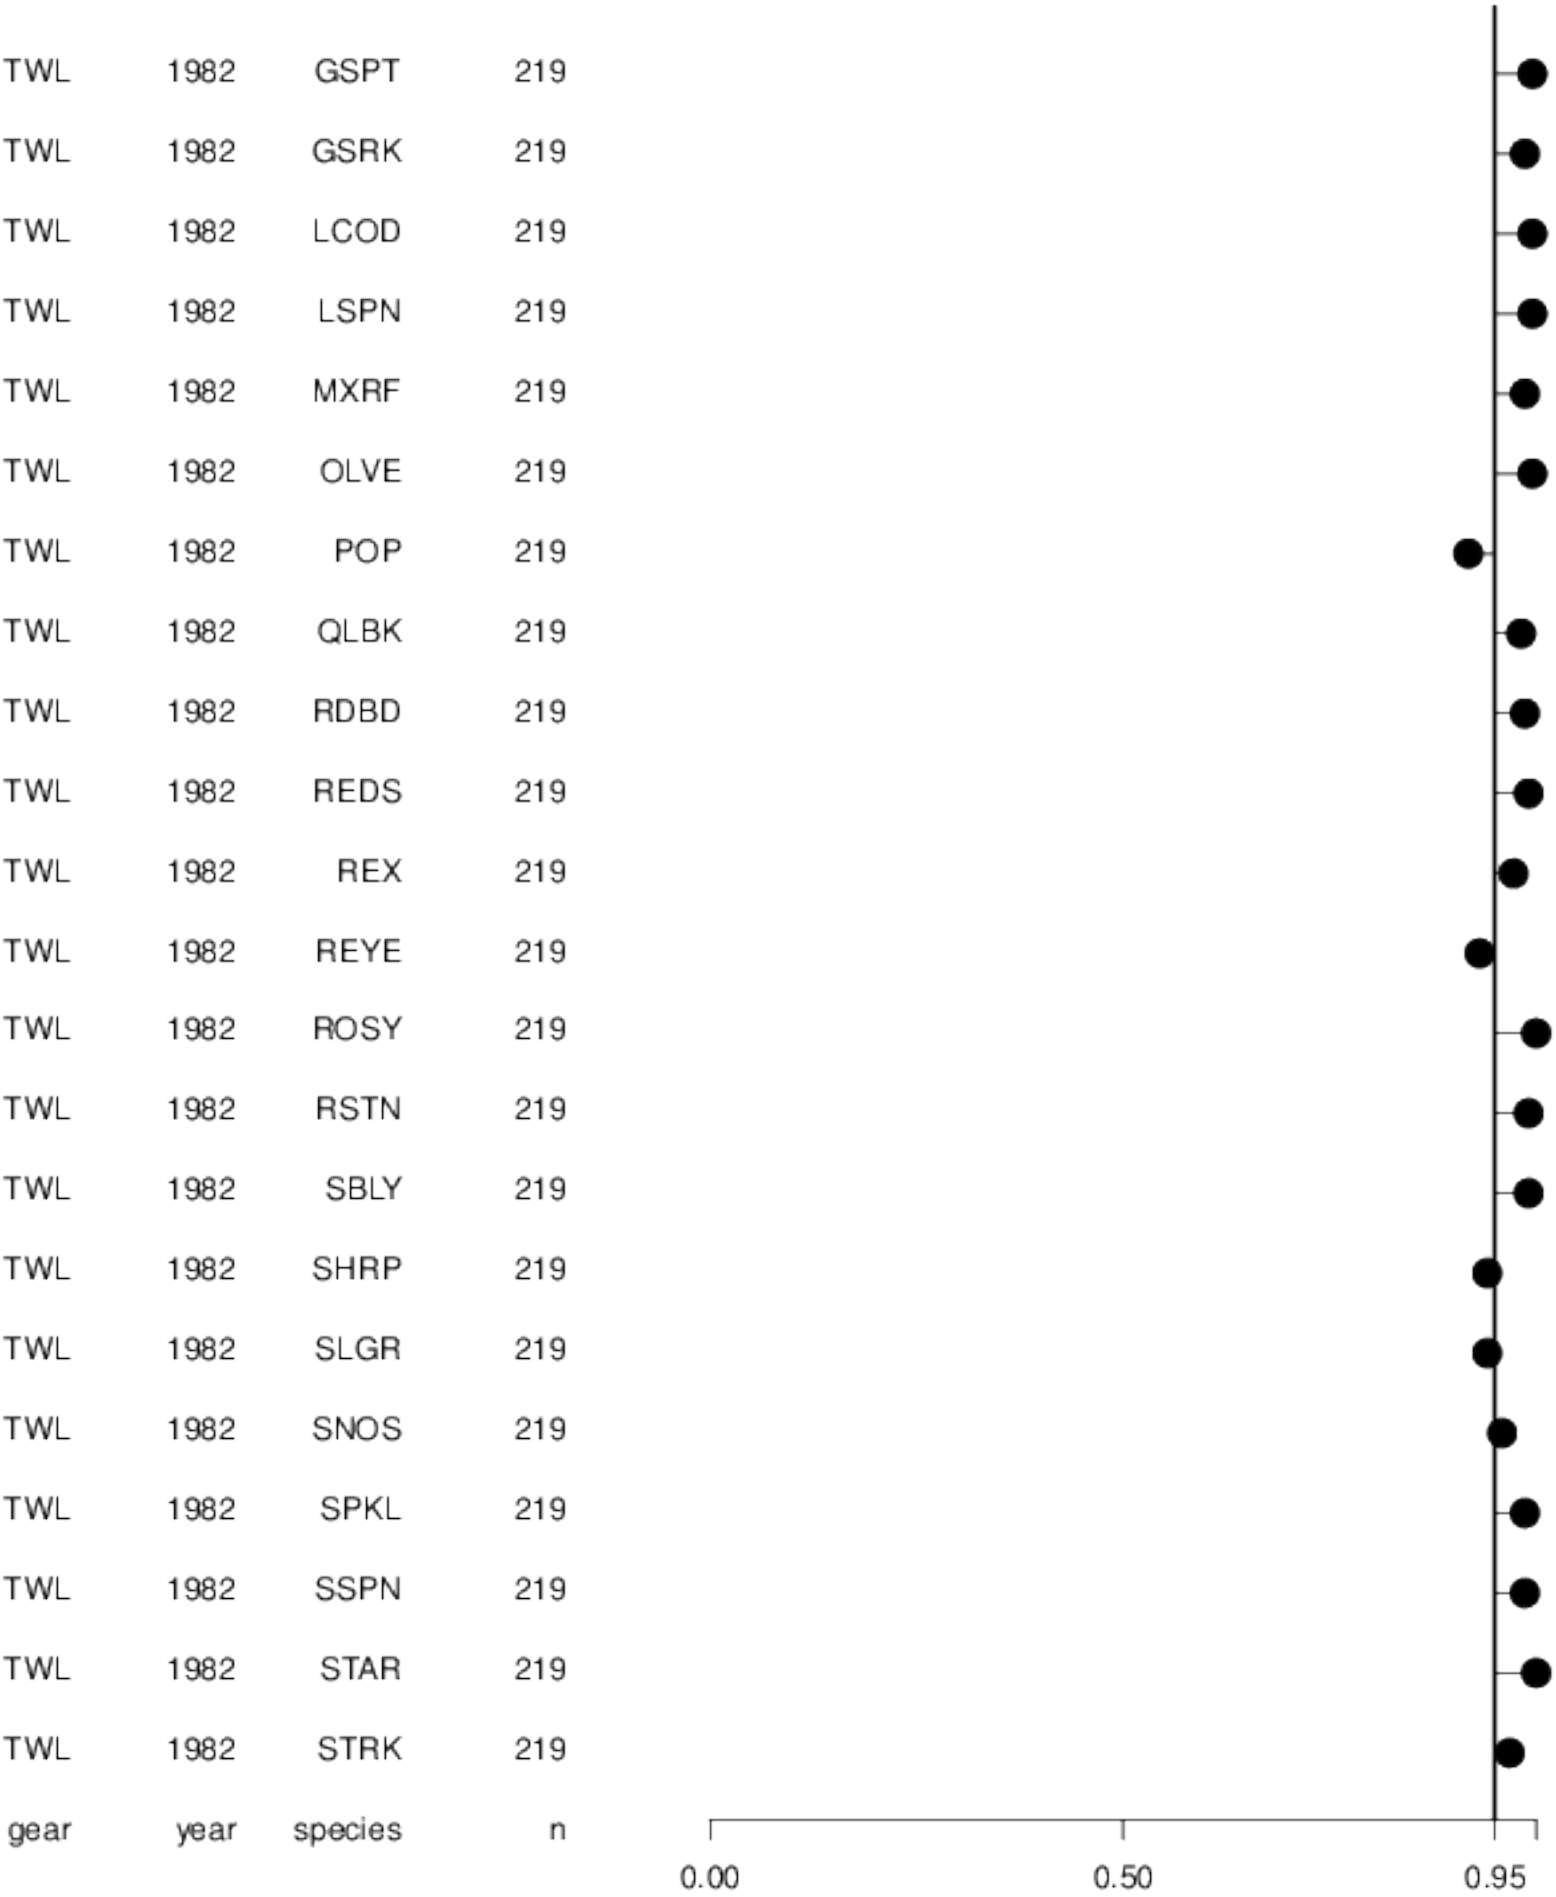 TWL 1982 GSPT 219
TWL 1982 GSRK 219
TWL 1982 LCOD 219
TWL 1982 LSPN 219
TWL 1982 MXRF 219
TWL 1982 OLVE 219
TWL 1982 POP 219
TWL 1982 QLBK 219
TWL 1982 RDBD 219
TWL 1982 REDS 219
TWL 1982 REX 219
TWL 1982 REYE 219
TWL 1982 ROSY 219
TWL 1982 RSTN 219
TWL 1982 SBLY 219
TWL 1982 SHRP 219
TWL 1982 SLGR 219
TWL 1982 SNOS 219
TWL 1982 SPKL 219
TWL 1982 SSPN 219
TWL 1982 STAR 219
TWL 1982 STRK 219
gear year species n
0.00 0.50 0.95